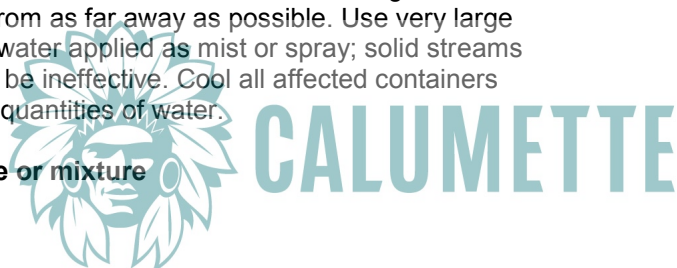 rom as far away as possible. Use very large
water applied as mist or spray; solid streams
be ineffective. Cool all affected containers
quantities of water.
e or mixture
CALUMETTE